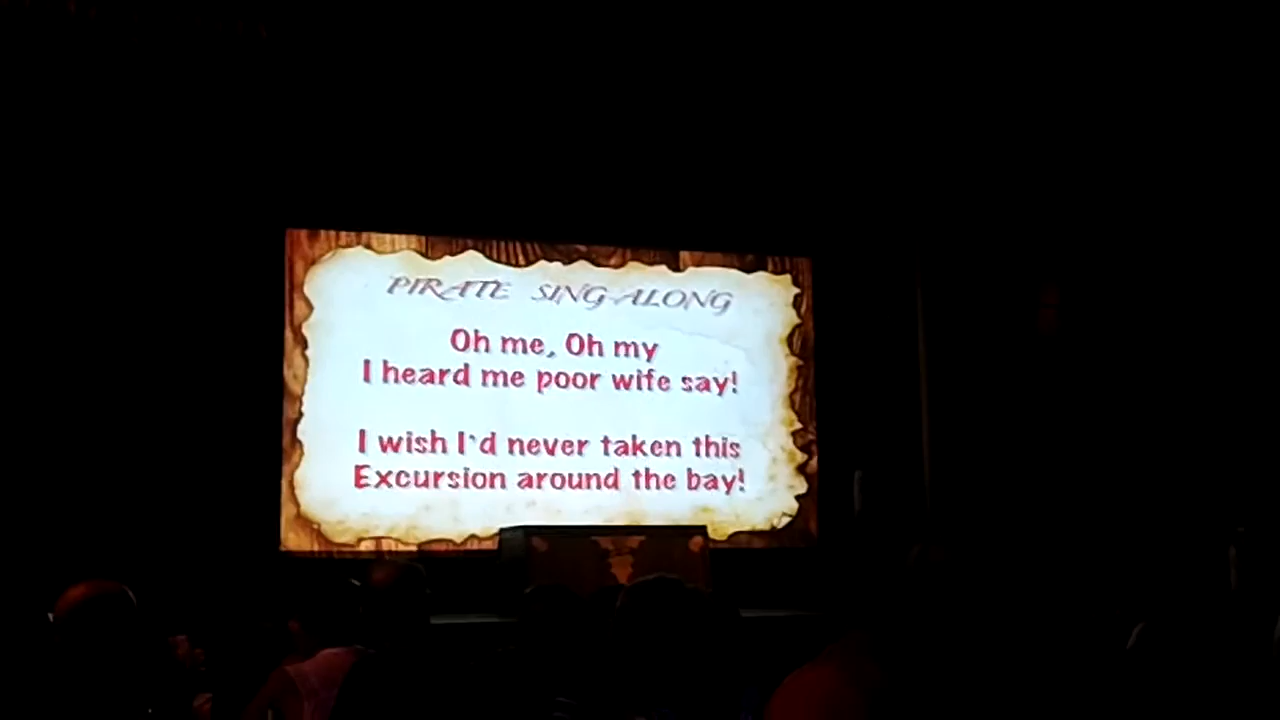 PIRATE SING-ALONG
Oh me, Oh my
I heard me poor wife say!
I wish I'd never taken this
Excursion around the bay!